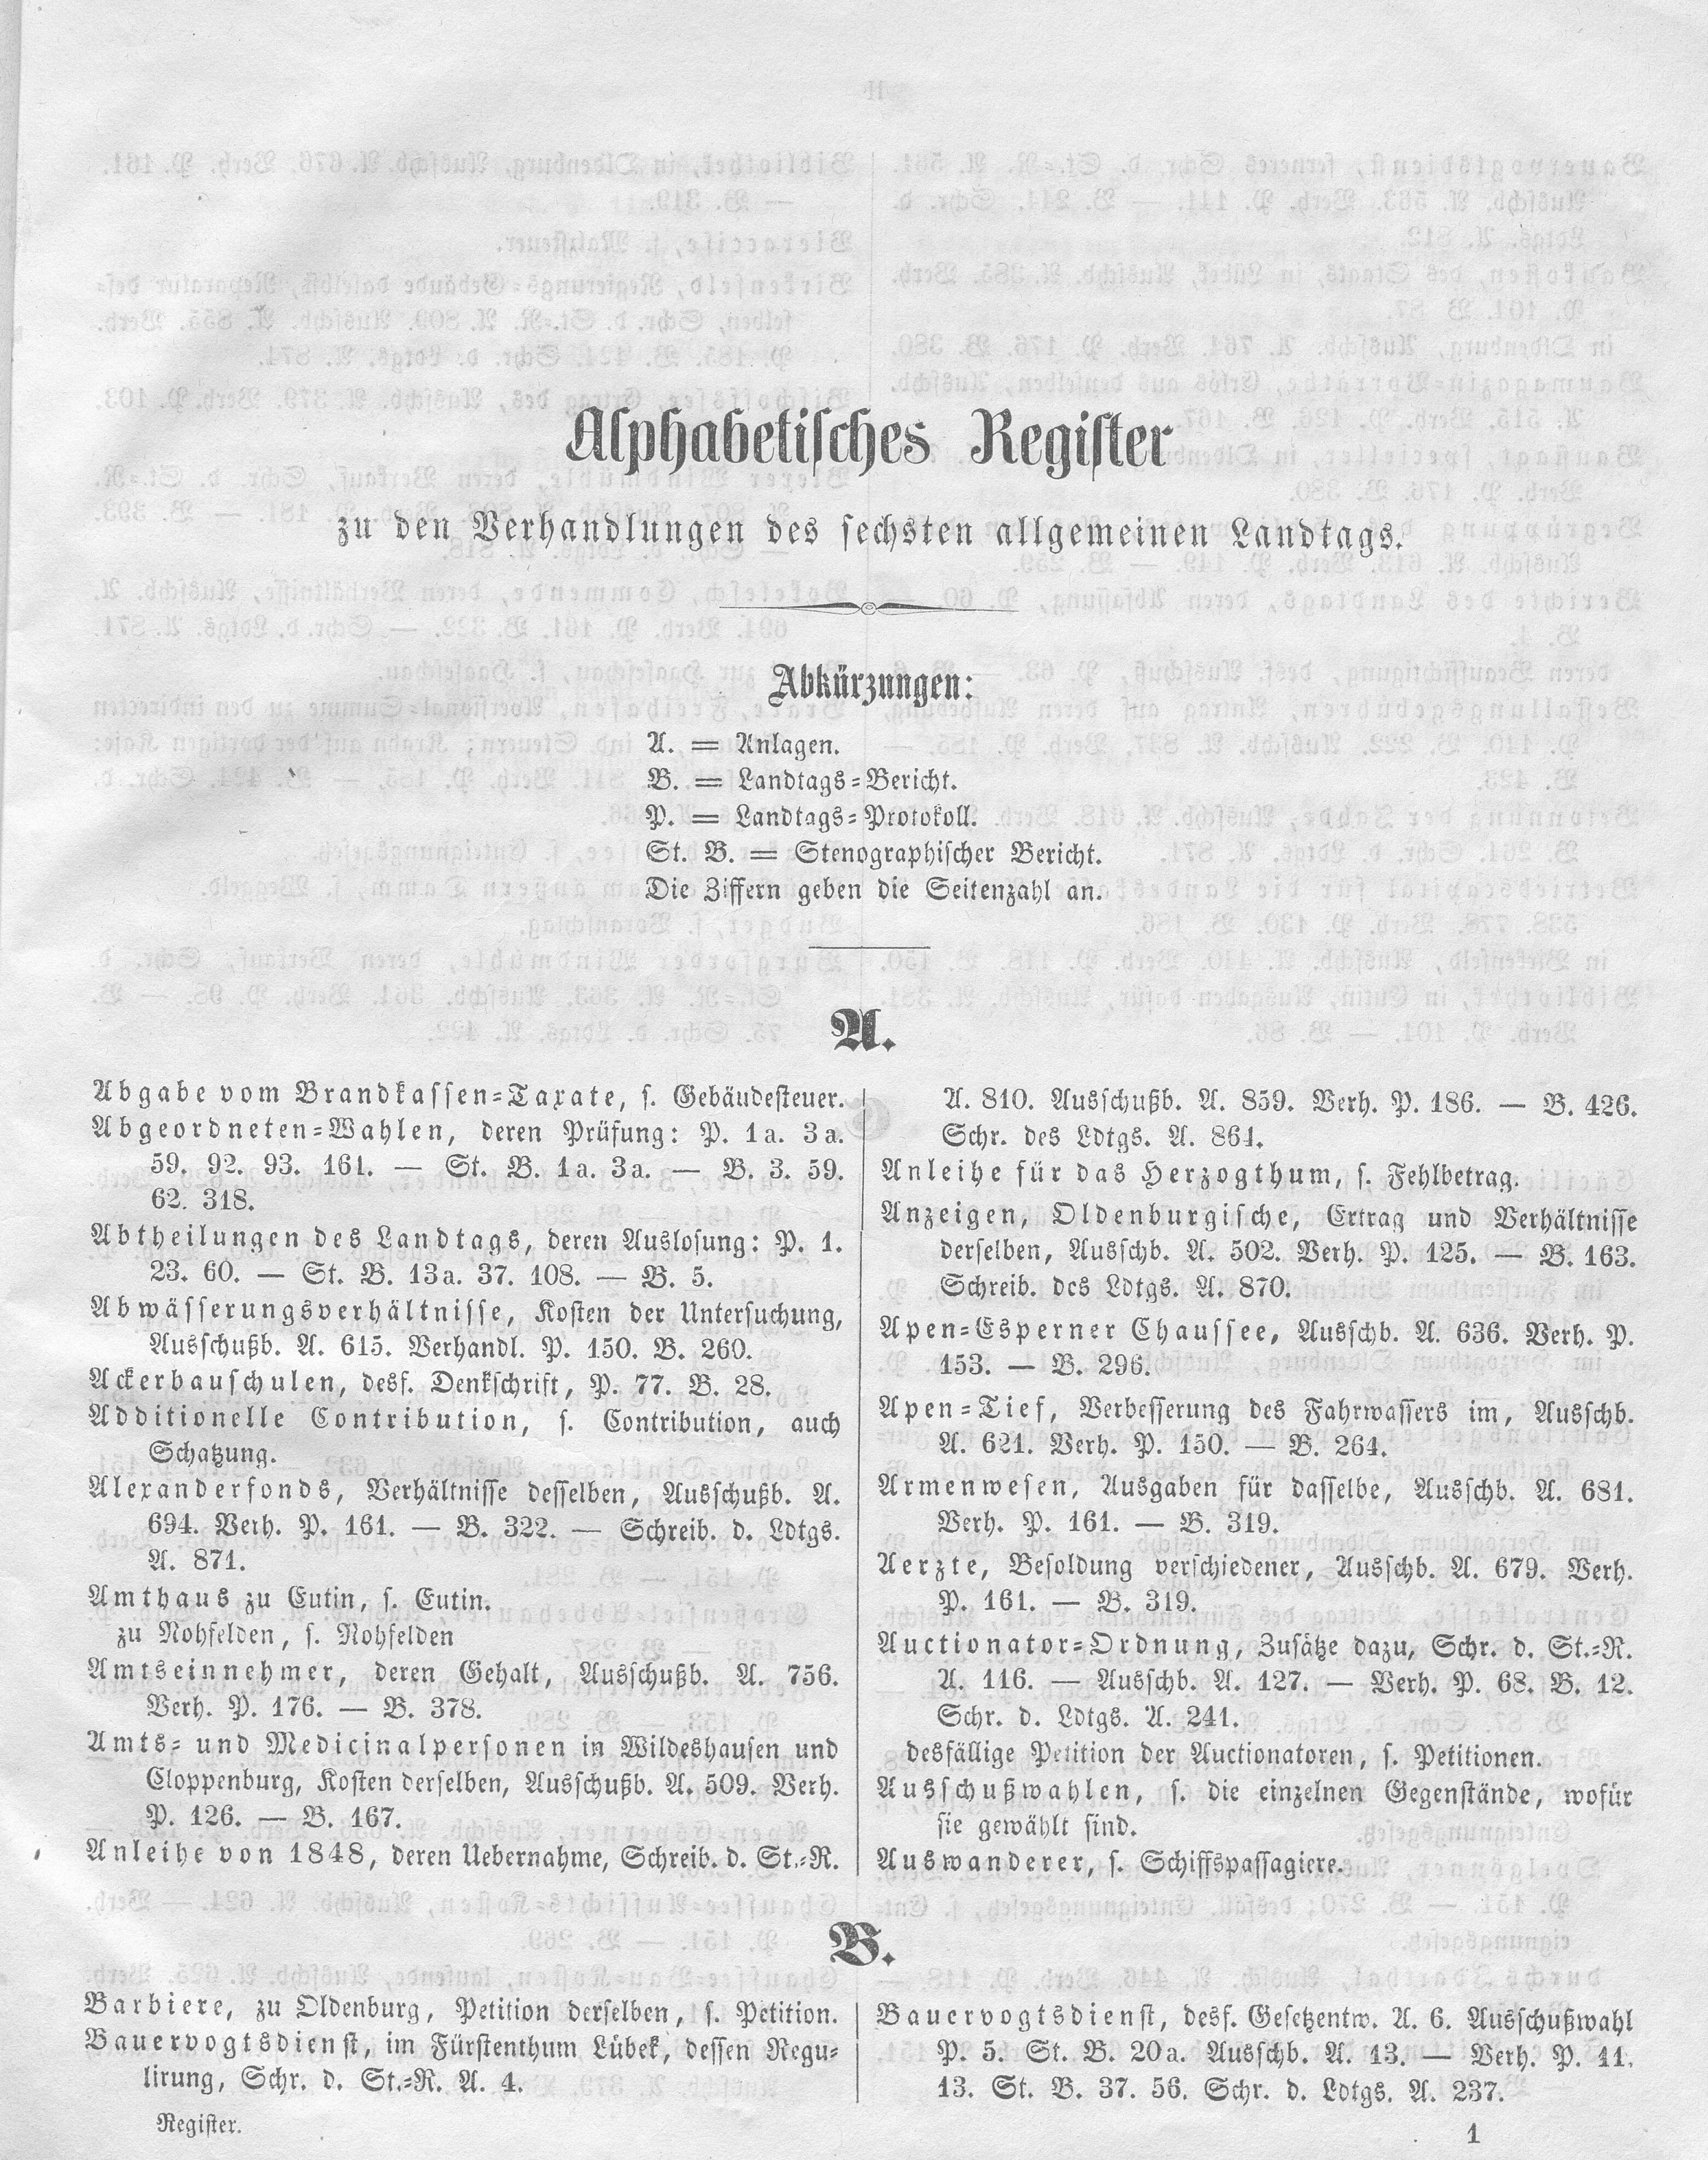 Alphabetisches Register
zu den Verhandlungen des sechsten allgemeinen Landtags.
Abkürzungen:
A. = Anlagen.
B. = Landtags-Bericht.
P. = Landtags-Protokoll.
St. B. = Stenographischer Bericht.
Die Ziffern geben die Seitenzahl an.
A.
Abgabe vom Brandkassen-Taxate, s. Gebäudesteuer.
Abgeordneten-Wahlen, deren Prüfung: P. 1a. 3a.
59. 92. 93. 161. — St. B. 1a. 3a. — B. 3. 59.
62. 318.
Abtheilungen des Landtags, deren Auslosung: P. 1.
23. 60. — St. B. 13a. 37. 108. — B. 5.
Abwässerungsverhältnisse, Kosten der Untersuchung,
Ausschußb. A. 615. Verhandl. P. 150. B. 260.
Ackerbauschulen, desf. Denkschrift, P. 77. B. 28.
Additionelle Contribution, s. Contribution, auch
Schatzung.
Alexanderfonds, Verhältnisse desselben, Ausschußb. A.
694. Verh. P. 161. — B. 322. — Schreib. d. Ldtgs.
A. 871.
Amthaus zu Eutin, s. Eutin.
zu Nohfelden, s. Nohfelden
Amtseinnehmer, deren Gehalt, Ausschußb. A. 756.
Verh. P. 176. — B. 378.
Amts- und Medicinalpersonen in Wildeshausen und
Cloppenburg, Kosten derselben, Ausschußb. A. 509. Verh.
P. 126. — B. 167.
Anleihe von 1848, deren Uebernahme, Schreib. d. St.-R.
A. 810. Ausschußb. A. 859. Verh. P. 186. — B. 426.
Schr. des Ldtgs. A. 864.
Anleihe für das Herzogthum, s. Fehlbetrag.
Anzeigen, Oldenburgische, Ertrag und Verhältnisse
derselben, Ausschb. A. 502. Verh. P. 125. — B. 163.
Schreib. des Ldtgs. A. 870.
Apen-Esperner Chaussee, Ausschb. A. 636. Verh. P.
153. — B. 296.
Apen-Tief, Verbesserung des Fahrwassers im, Ausschb.
A. 621. Verh. P. 150. — B. 264.
Armenwesen, Ausgaben für dasselbe, Ausschb. A. 681.
Verh. P. 161. — B. 319.
Aerzte, Besoldung verschiedener, Ausschb. A. 679. Verh.
P. 161. — B. 319.
Auctionator-Ordnung, Zusätze dazu, Schr. d. St.-R.
A. 116. — Ausschb. A. 127. — Verh. P. 68. B. 12.
Schr. d. Ldtgs. A. 241.
desfällige Petition der Auctionatoren, s. Petitionen.
Ausschußwahlen, s. die einzelnen Gegenstände, wofür
sie gewählt sind.
Auswanderer, s. Schiffspassagiere.
B.
Barbiere, zu Oldenburg, Petition derselben, s. Petition.
Bauervogtsdienst, im Fürstenthum Lübek, dessen Regu-
lirung, Schr. d. St.-R. A. 4.
Bauervogtsdienst, desf. Gesetzentw. A. 6. Ausschußwahl
P. 5. St. B. 20a. Ausschb. A. 13. — Verh. P. 11.
13. St. B. 37. 56. Schr. d. Ldtgs. A. 237.
Register.
1